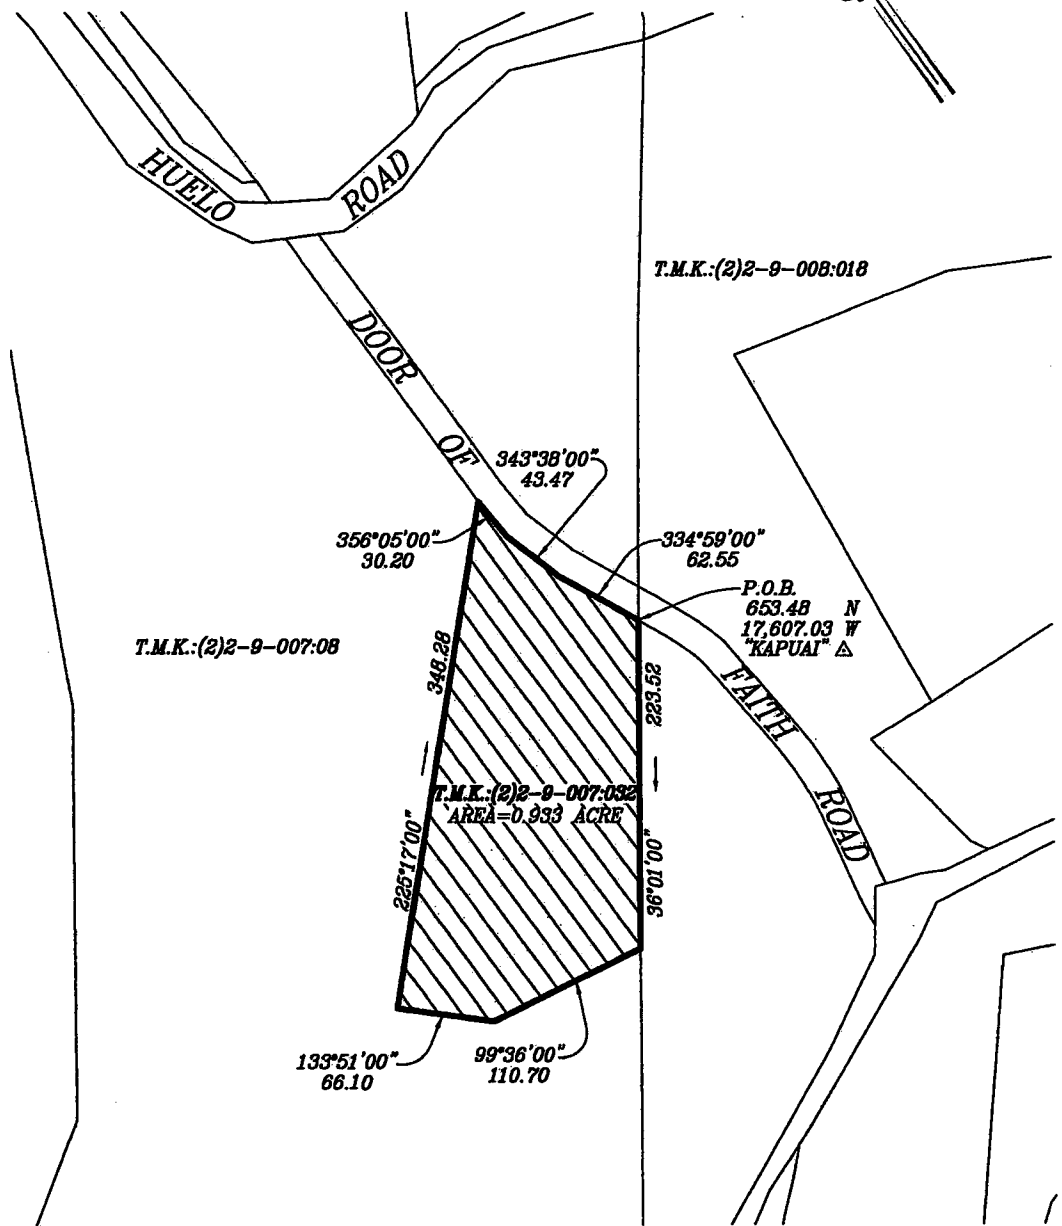 HUELO ROAD
T.M.K.:(2)2-9-008:018
DOOR OF FAITH ROAD
343°38'00"
43.47
356°05'00"
30.20
334°59'00"
62.55
P.O.B.
653.48 N
17,607.03 W
"KAPUAI"
T.M.K.:(2)2-9-007:08
348.28
223.52
T.M.K.:(2)2-9-007:032
AREA=0.933 ACRE
225°17'00"
36°01'00"
133°51'00"
66.10
99°36'00"
110.70